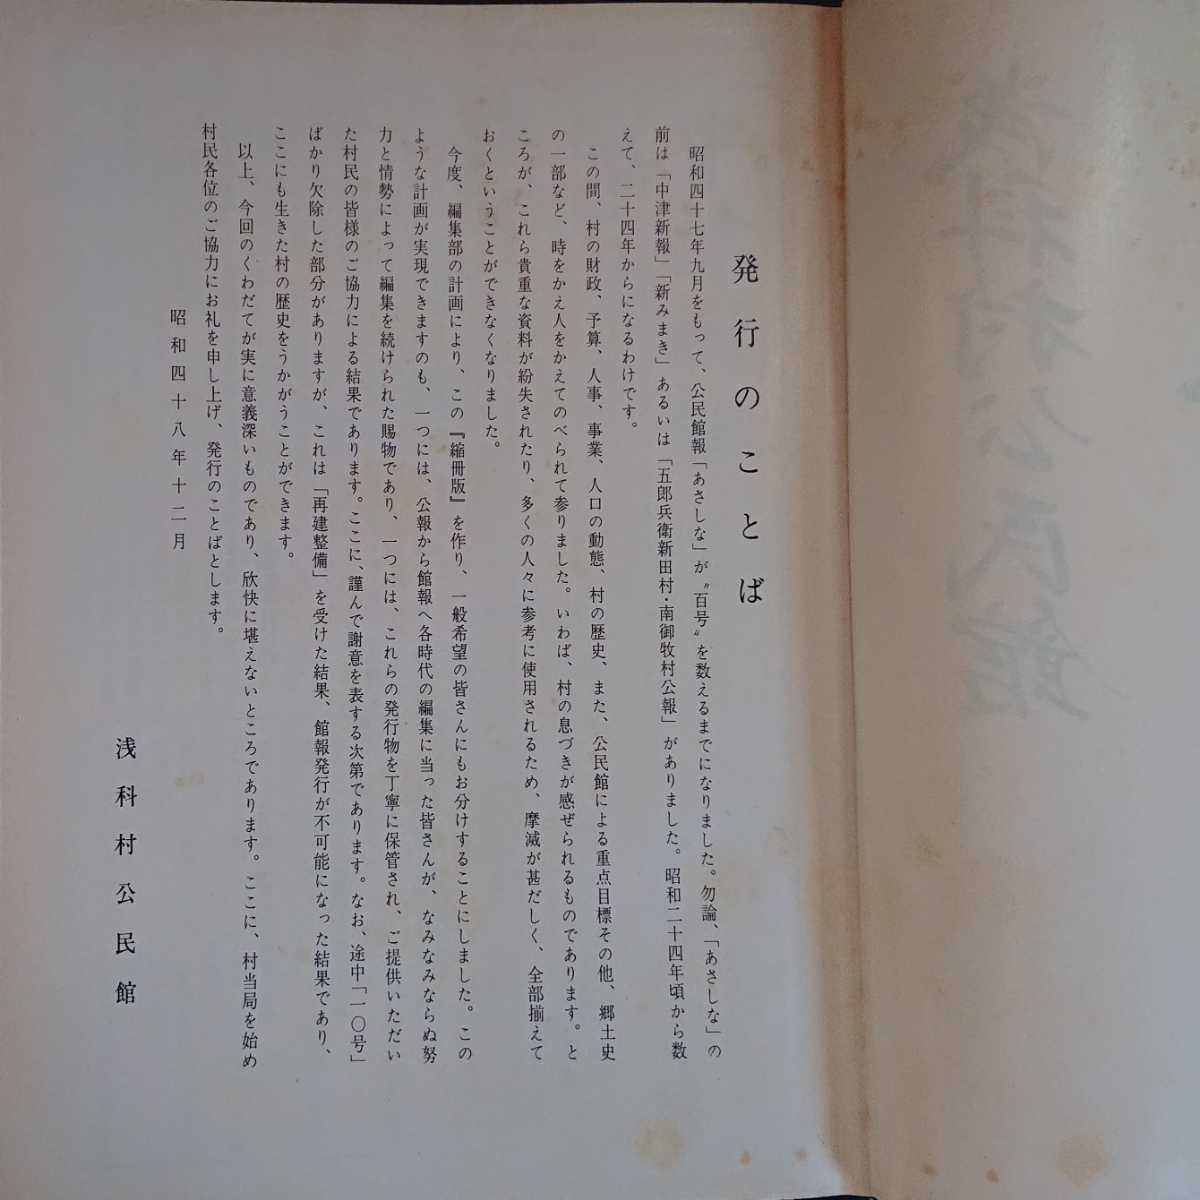 発行のことば
昭和四十七年九月をもって、公民館報「あさしな」が〝百号〟を数えるまでになりました。勿論、「あさしな」の
前は「中津新報」「新みまき」あるいは「五郎兵衛新田村・南御牧村公報」がありました。昭和二十四年頃から数
えて、二十四年からになるわけです。
この間、村の財政、予算、人事、事業、人口の動態、村の歴史、また、公民館による重点目標その他、郷土史
の一部など、時をかえ人をかえてのべられて参りました。いわば、村の息づきが感ぜられるものであります。と
ころが、これら貴重な資料が紛失されたり、多くの人々に参考に使用されるため、摩滅が甚だしく、全部揃えて
おくということができなくなりました。
今度、編集部の計画により、この『縮冊版』を作り、一般希望の皆さんにもお分けすることにしました。この
ような計画が実現できますのも、一つには、公報から館報へ各時代の編集に当った皆さんが、なみなみならぬ努
力と情勢によって編集を続けられた賜物であり、一つには、これらの発行物を丁寧に保管され、ご提供いただい
た村民の皆様のご協力による結果であります。ここに、謹んで謝意を表する次第であります。なお、途中「一〇号」
ばかり欠除した部分がありますが、これは「再建整備」を受けた結果、館報発行が不可能になった結果であり、
ここにも生きた村の歴史をうかがうことができます。
以上、今回のくわだてが実に意義深いものであり、欣快に堪えないところであります。ここに、村当局を始め
村民各位のご協力にお礼を申し上げ、発行のことばとします。
昭和四十八年十二月
浅科村公民館